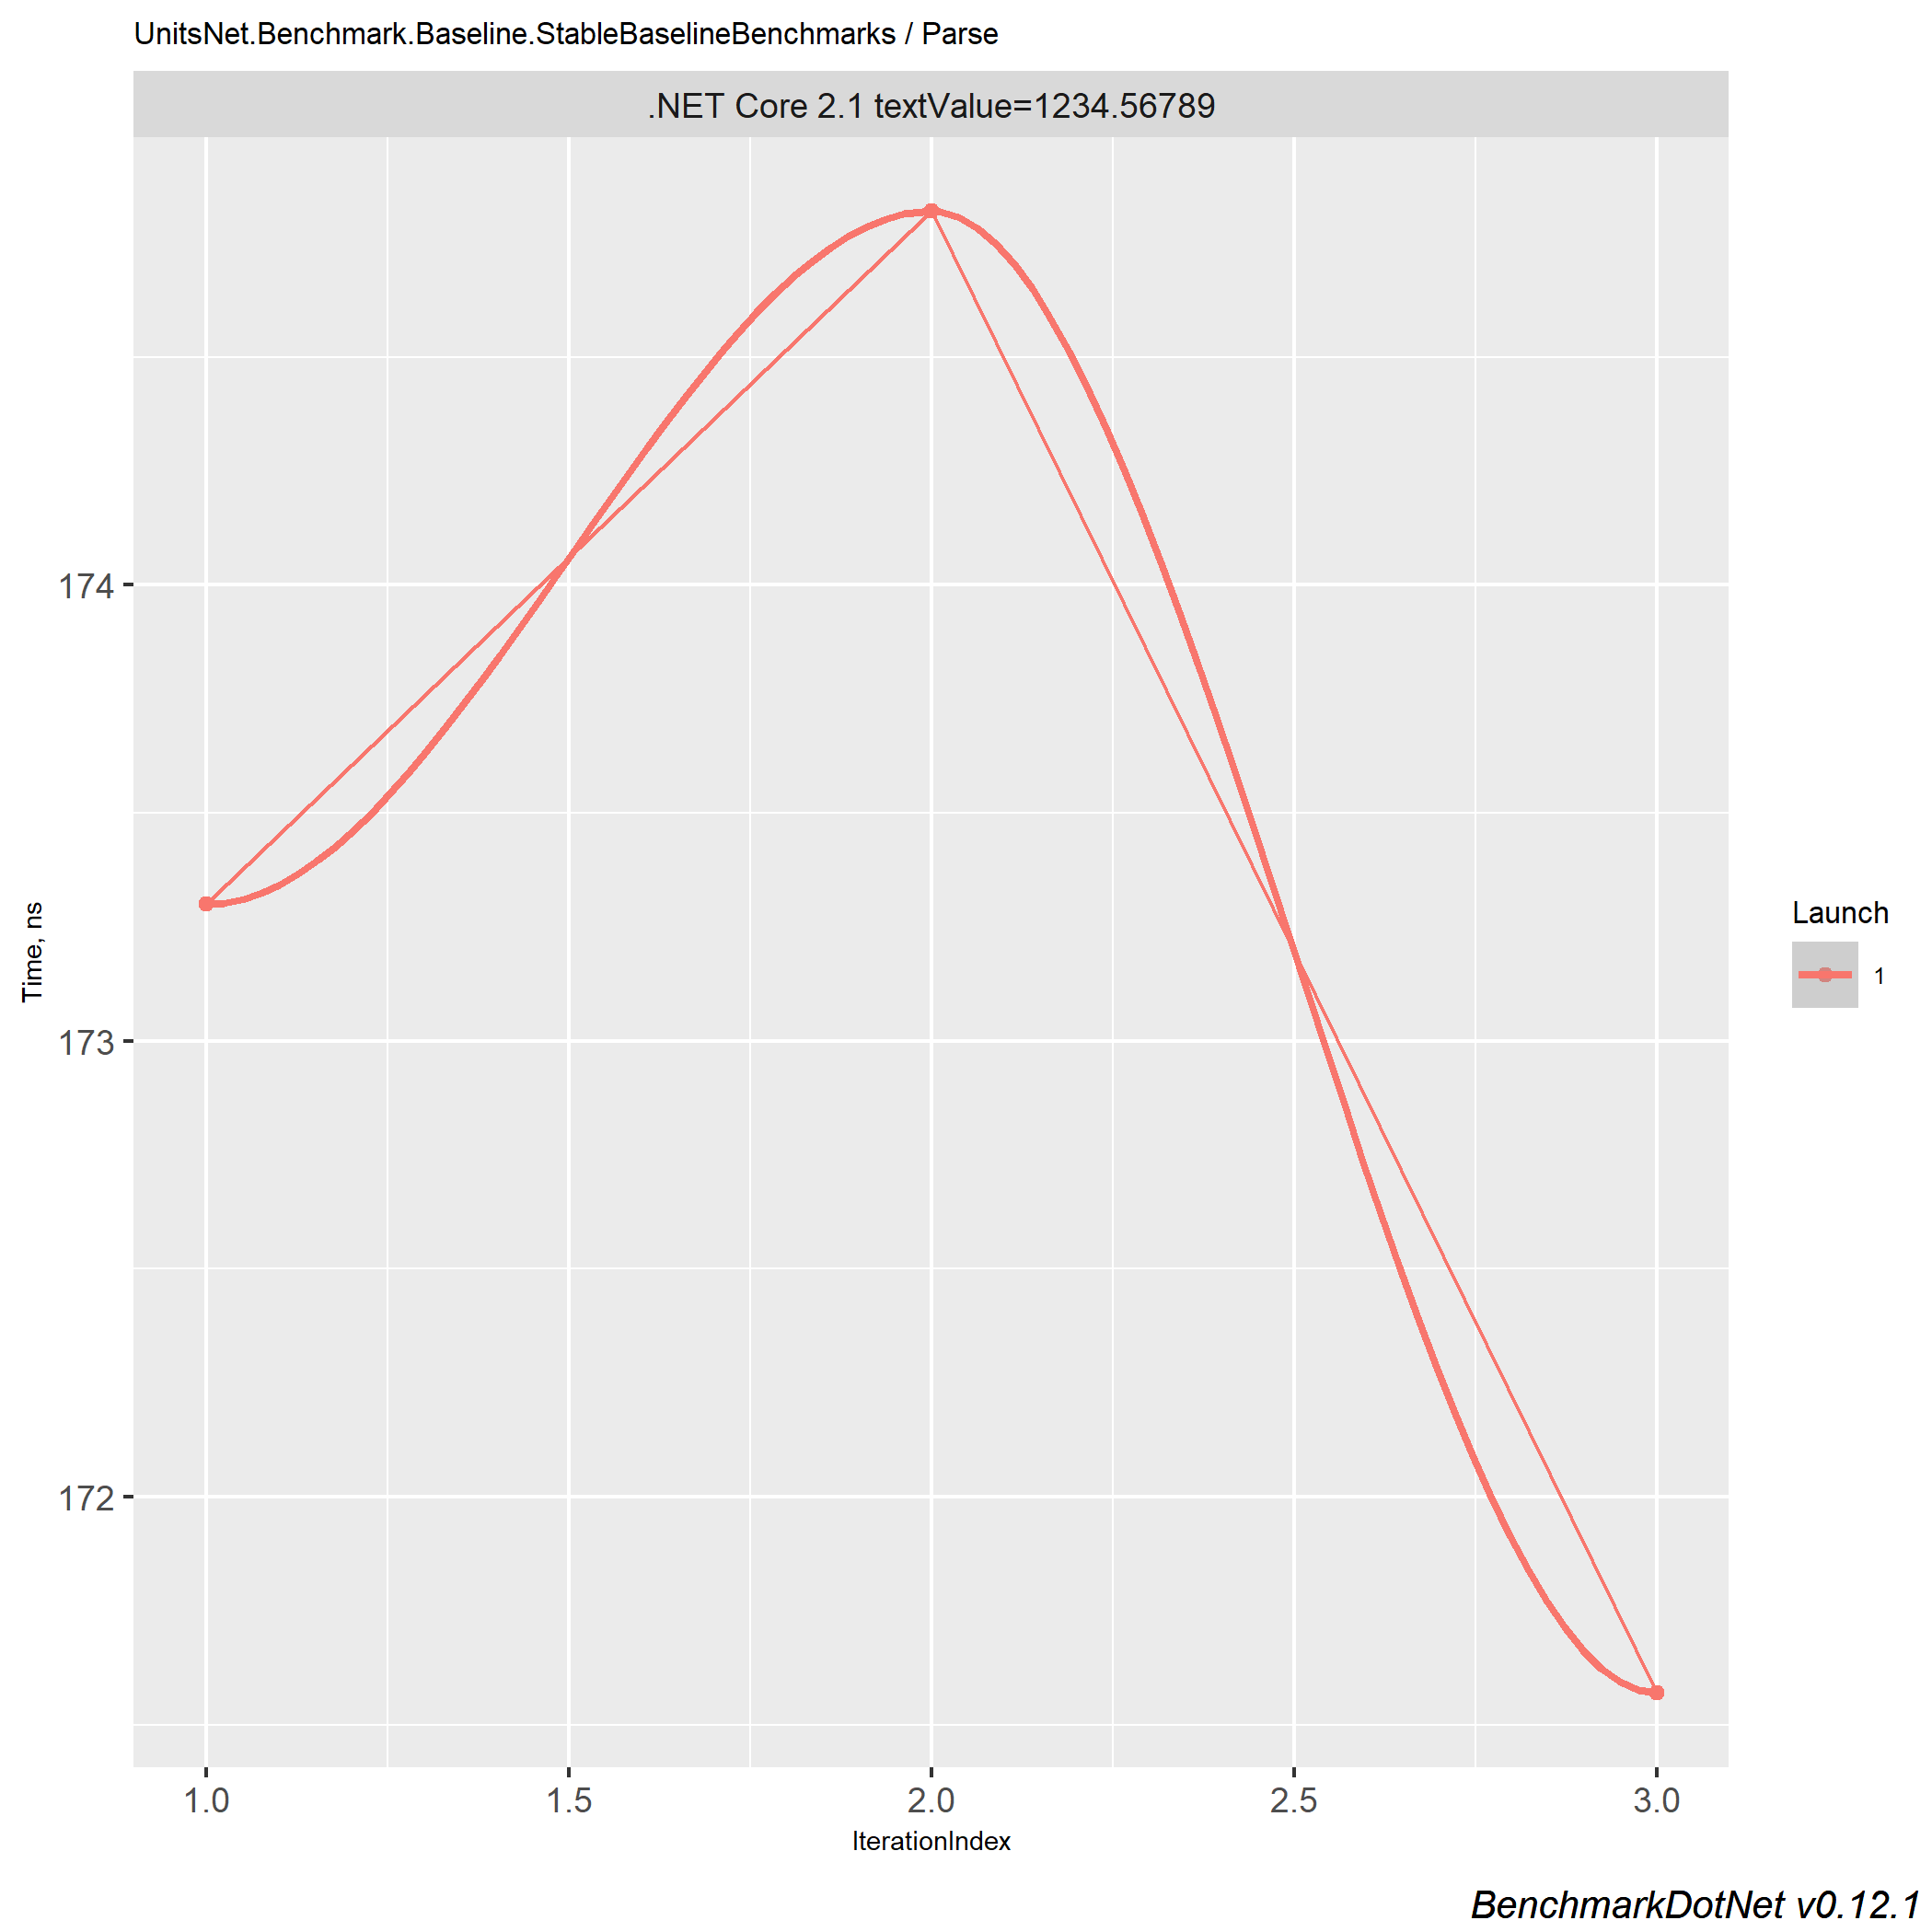 UnitsNet.Benchmark.Baseline.StableBaselineBenchmarks / Parse
.NET Core 2.1 textValue=1234.56789
174
173
172
Time, ns
1.0 1.5 2.0 2.5 3.0
IterationIndex
Launch
1
BenchmarkDotNet v0.12.1